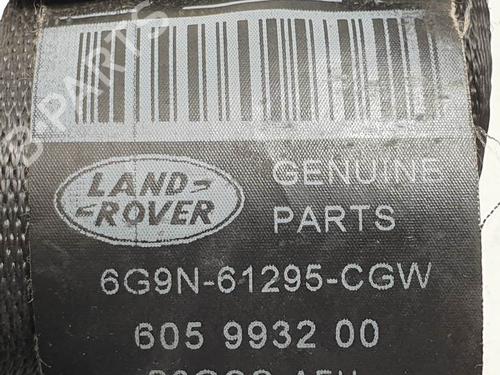 LAND
ROVER
GENUINE
PARTS
6G9N-61295-CGW
605 9932 00